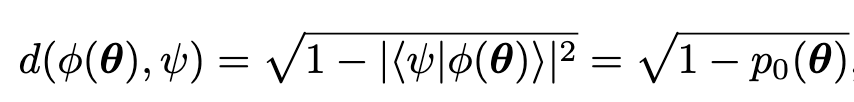 d(ϕ(𝜽), ψ) = √(1 − |⟨ψ|ϕ(𝜽)⟩|²) = √(1 − p₀(𝜽)),